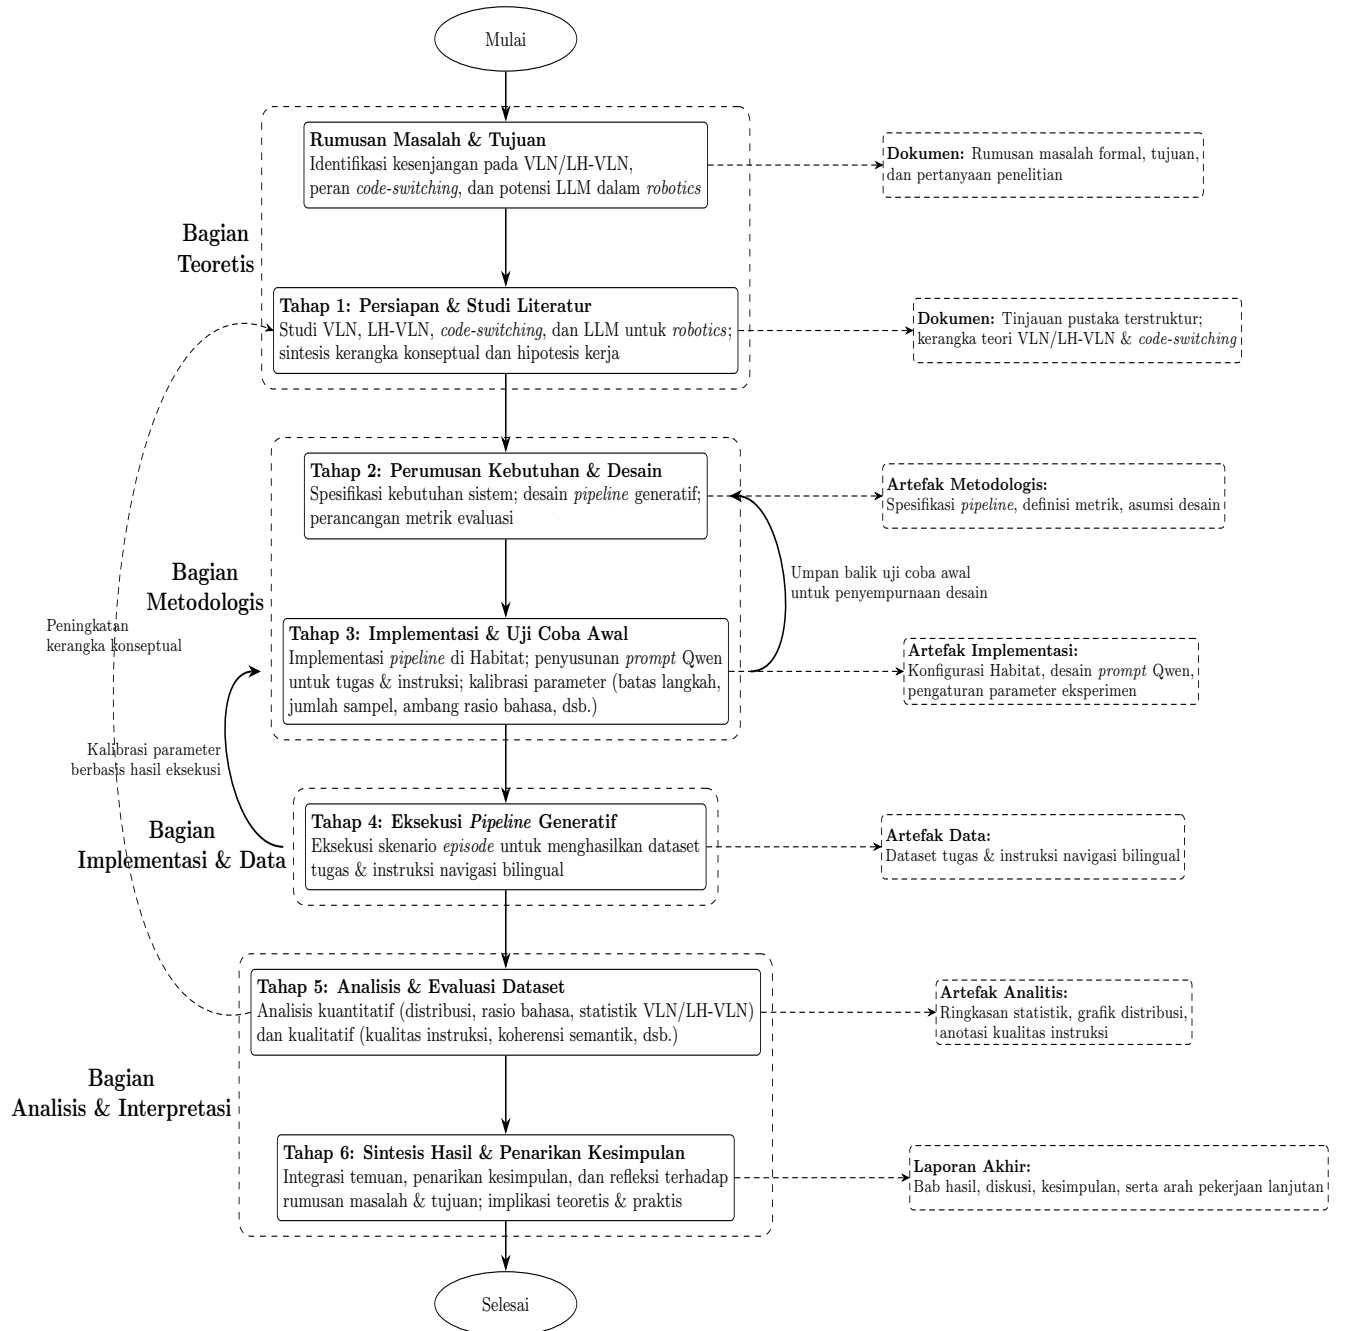 Mulai
Rumusan Masalah & Tujuan
Identifikasi kesenjangan pada VLN/LH-VLN,
peran code-switching, dan potensi LLM dalam robotics
Dokumen: Rumusan masalah formal, tujuan,
dan pertanyaan penelitian
Bagian
Teoretis
Tahap 1: Persiapan & Studi Literatur
Studi VLN, LH-VLN, code-switching, dan LLM untuk robotics;
sintesis kerangka konseptual dan hipotesis kerja
Dokumen: Tinjauan pustaka terstruktur;
kerangka teori VLN/LH-VLN & code-switching
Tahap 2: Perumusan Kebutuhan & Desain
Spesifikasi kebutuhan sistem; desain pipeline generatif;
perancangan metrik evaluasi
Artefak Metodologis:
Spesifikasi pipeline, definisi metrik, asumsi desain
Bagian
Metodologis
Umpan balik uji coba awal
untuk penyempurnaan desain
Peningkatan
kerangka konseptual
Tahap 3: Implementasi & Uji Coba Awal
Implementasi pipeline di Habitat; penyusunan prompt Qwen
untuk tugas & instruksi; kalibrasi parameter (batas langkah,
jumlah sampel, ambang rasio bahasa, dsb.)
Artefak Implementasi:
Konfigurasi Habitat, desain prompt Qwen,
pengaturan parameter eksperimen
Kalibrasi parameter
berbasis hasil eksekusi
Bagian
Implementasi & Data
Tahap 4: Eksekusi Pipeline Generatif
Eksekusi skenario episode untuk menghasilkan dataset
tugas & instruksi navigasi bilingual
Artefak Data:
Dataset tugas & instruksi navigasi bilingual
Tahap 5: Analisis & Evaluasi Dataset
Analisis kuantitatif (distribusi, rasio bahasa, statistik VLN/LH-VLN)
dan kualitatif (kualitas instruksi, koherensi semantik, dsb.)
Artefak Analitis:
Ringkasan statistik, grafik distribusi,
anotasi kualitas instruksi
Bagian
Analisis & Interpretasi
Tahap 6: Sintesis Hasil & Penarikan Kesimpulan
Integrasi temuan, penarikan kesimpulan, dan refleksi terhadap
rumusan masalah & tujuan; implikasi teoretis & praktis
Laporan Akhir:
Bab hasil, diskusi, kesimpulan, serta arah pekerjaan lanjutan
Selesai